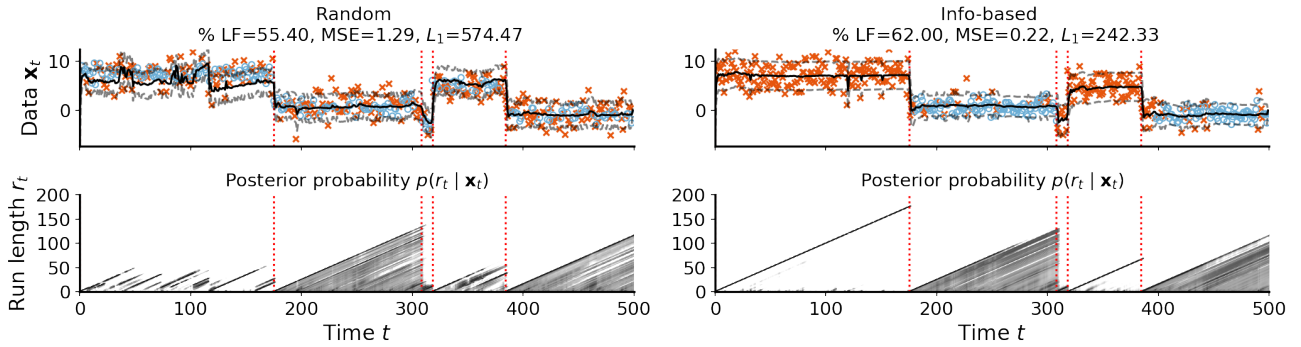 Random
% LF=55.40, MSE=1.29, L₁=574.47
Info-based
% LF=62.00, MSE=0.22, L₁=242.33
Data xₜ
10
0
10
0
Posterior probability p(rₜ | xₜ)
Posterior probability p(rₜ | xₜ)
Run length rₜ
200
150
100
50
0
200
150
100
50
0
0 100 200 300 400 500
0 100 200 300 400 500
Time t
Time t